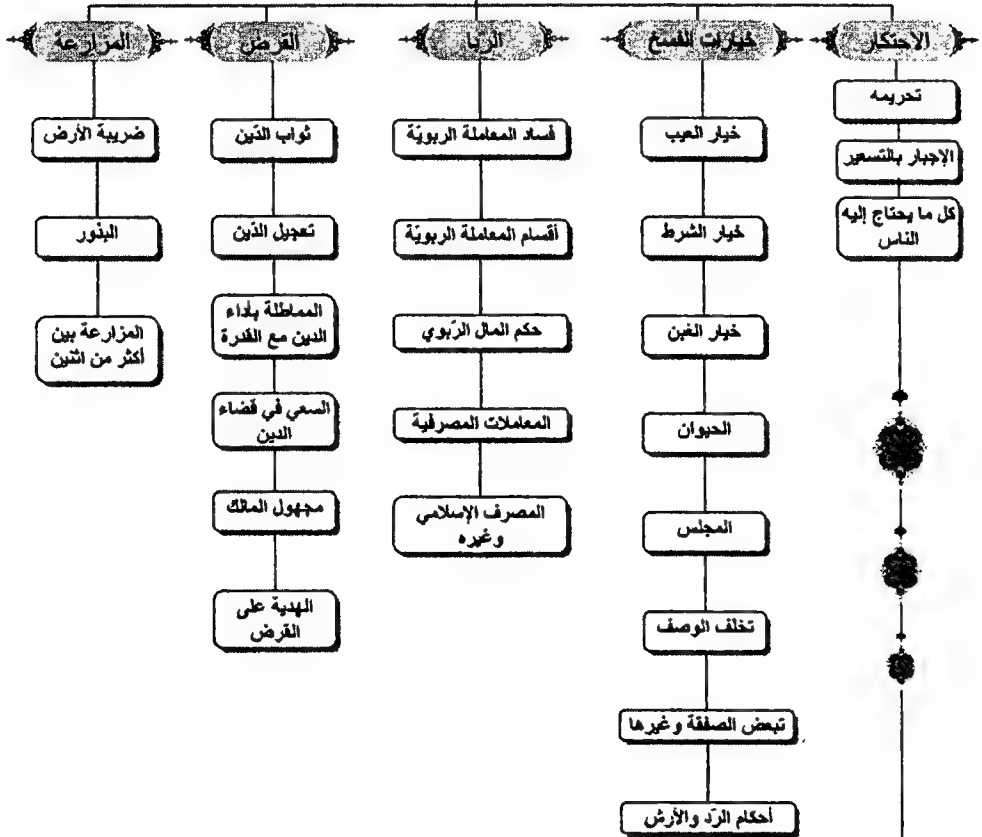 الاحتكار
تحريمه
الإجبار بالتسعير
كل ما يحتاج إليه
الناس
خيارات الفسخ
خيار العيب
خيار الشرط
خيار الغبن
الحيوان
المجلس
تخلف الوصف
تبعض الصفقة وغيرها
أحكام الرّد والأرش
الربا
فساد المعاملة الربويّة
أقسام المعاملة الربويّة
حكم المال الرّبوي
المعاملات المصرفية
المصرف الإسلامي
وغيره
القرض
ثواب الدّين
تعجيل الدّين
المماطلة بأداء
الدين مع القدرة
السعي في قضاء
الدين
مجهول المالك
الهدية على
القرض
المزارعة
ضريبة الأرض
البذور
المزارعة بين
أكثر من اثنين